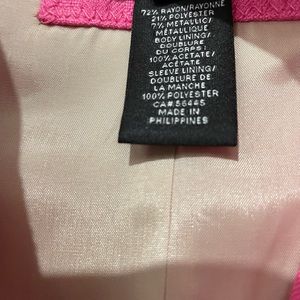 72% RAYON/RAYONNE
21% POLYESTER
7% METALLIC/
MÉTALLIQUE
BODY LINING/
DOUBLURE
DU CORPS:
100% ACETATE/
ACÉTATE
SLEEVE LINING/
DOUBLURE DE
LA MANCHE
100% POLYESTER
CA# 56445
MADE IN
PHILIPPINES